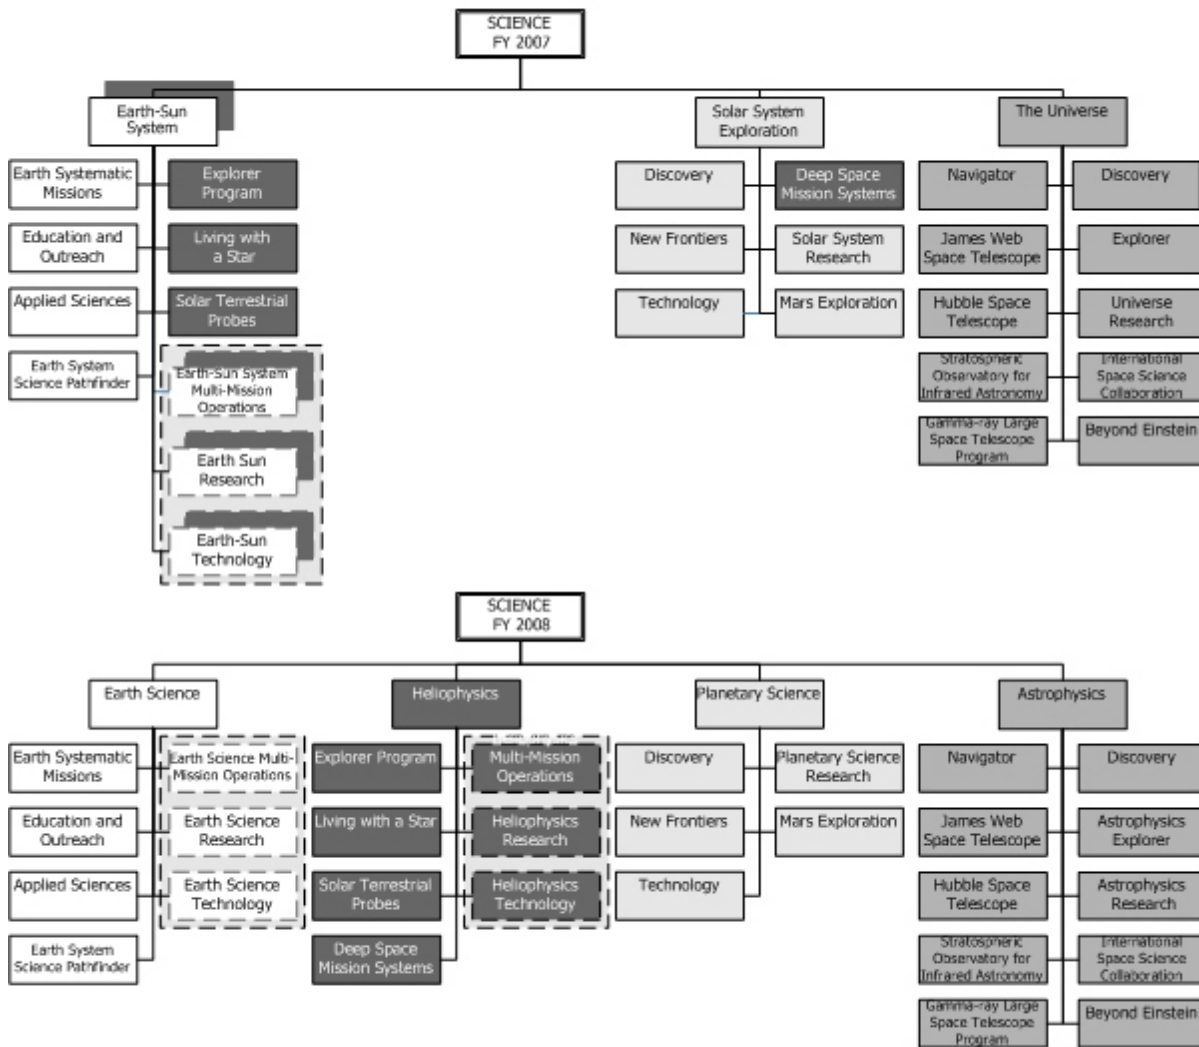 SCIENCE
FY 2007
Earth-Sun
System
Solar System
Exploration
The Universe
Earth Systematic
Missions
Explorer
Program
Education and
Outreach
Living with
a Star
Applied Sciences
Solar Terrestrial
Probes
Earth System
Science Pathfinder
Earth-Sun System
Multi-Mission
Operations
Earth Sun
Research
Earth-Sun
Technology
Discovery
Deep Space
Mission Systems
New Frontiers
Solar System
Research
Technology
Mars Exploration
Navigator
Discovery
James Web
Space Telescope
Explorer
Hubble Space
Telescope
Universe
Research
Stratospheric
Observatory for
Infrared Astronomy
International
Space Science
Collaboration
Gamma-ray Large
Space Telescope
Program
Beyond Einstein
SCIENCE
FY 2008
Earth Science
Heliophysics
Planetary Science
Astrophysics
Earth Systematic
Missions
Earth Science Multi-
Mission Operations
Education and
Outreach
Earth Science
Research
Applied Sciences
Earth Science
Technology
Earth System
Science Pathfinder
Explorer Program
Multi-Mission
Operations
Living with a Star
Heliophysics
Research
Solar Terrestrial
Probes
Heliophysics
Technology
Deep Space
Mission Systems
Discovery
Planetary Science
Research
New Frontiers
Mars Exploration
Technology
Navigator
Discovery
James Web
Space Telescope
Astrophysics
Explorer
Hubble Space
Telescope
Astrophysics
Research
Stratospheric
Observatory for
Infrared Astronomy
International
Space Science
Collaboration
Gamma-ray Large
Space Telescope
Program
Beyond Einstein